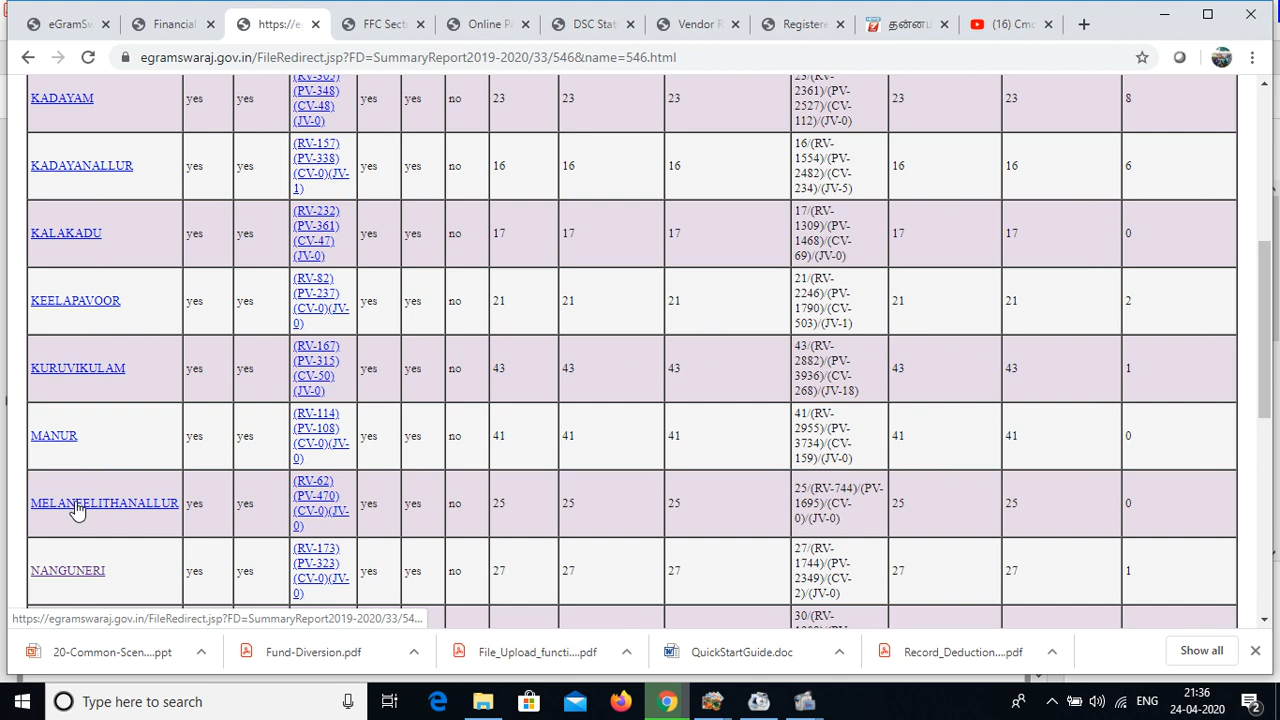 eGramSw
Financial
https://e
FFC Sect
Online P
DSC Stat
Vendor R
Registere
தன்னம்
(16) Cmc
egramswaraj.gov.in/FileRedirect.jsp?FD=SummaryReport2019-2020/33/546&name=546.html
KADAYAM yes yes (RV-365) (PV-348) (CV-48) (JV-0) yes yes no 23 23 23 23/(RV-2361)/(PV-2527)/(CV-112)/(JV-0) 23 23 8
KADAYANALLUR yes yes (RV-157) (PV-338) (CV-0)(JV-1) yes yes no 16 16 16 16/(RV-1554)/(PV-2482)/(CV-234)/(JV-5) 16 16 6
KALAKADU yes yes (RV-232) (PV-361) (CV-47) (JV-0) yes yes no 17 17 17 17/(RV-1309)/(PV-1468)/(CV-69)/(JV-0) 17 17 0
KEELAPAVOOR yes yes (RV-82) (PV-237) (CV-0)(JV-0) yes yes no 21 21 21 21/(RV-2246)/(PV-1790)/(CV-503)/(JV-1) 21 21 2
KURUVIKULAM yes yes (RV-167) (PV-315) (CV-50) (JV-0) yes yes no 43 43 43 43/(RV-2882)/(PV-3936)/(CV-268)/(JV-18) 43 43 1
MANUR yes yes (RV-114) (PV-108) (CV-0)(JV-0) yes yes no 41 41 41 41/(RV-2955)/(PV-3734)/(CV-159)/(JV-0) 41 41 0
MELANEELITHANALLUR yes yes (RV-62) (PV-470) (CV-0)(JV-0) yes yes no 25 25 25 25/(RV-744)/(PV-1695)/(CV-0)/(JV-0) 25 25 0
NANGUNERI yes yes (RV-173) (PV-323) (CV-0)(JV-0) yes yes no 27 27 27 27/(RV-1744)/(PV-2349)/(CV-2)/(JV-0) 27 27 1
30/(RV-
https://egramswaraj.gov.in/FileRedirect.jsp?FD=SummaryReport2019-2020/33/54...
20-Common-Scen....ppt
Fund-Diversion.pdf
File_Upload_functi....pdf
QuickStartGuide.doc
Record_Deduction....pdf
Show all
Type here to search
ENG
21:36
24-04-2020
2